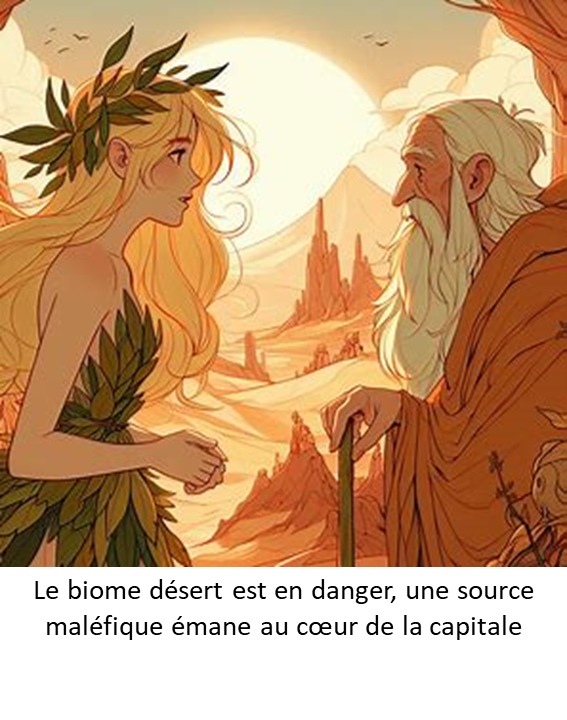 Le biome désert est en danger, une source
maléfique émane au cœur de la capitale